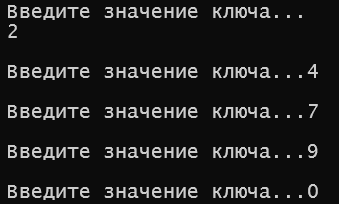 Введите значение ключа...
2
Введите значение ключа...4
Введите значение ключа...7
Введите значение ключа...9
Введите значение ключа...0